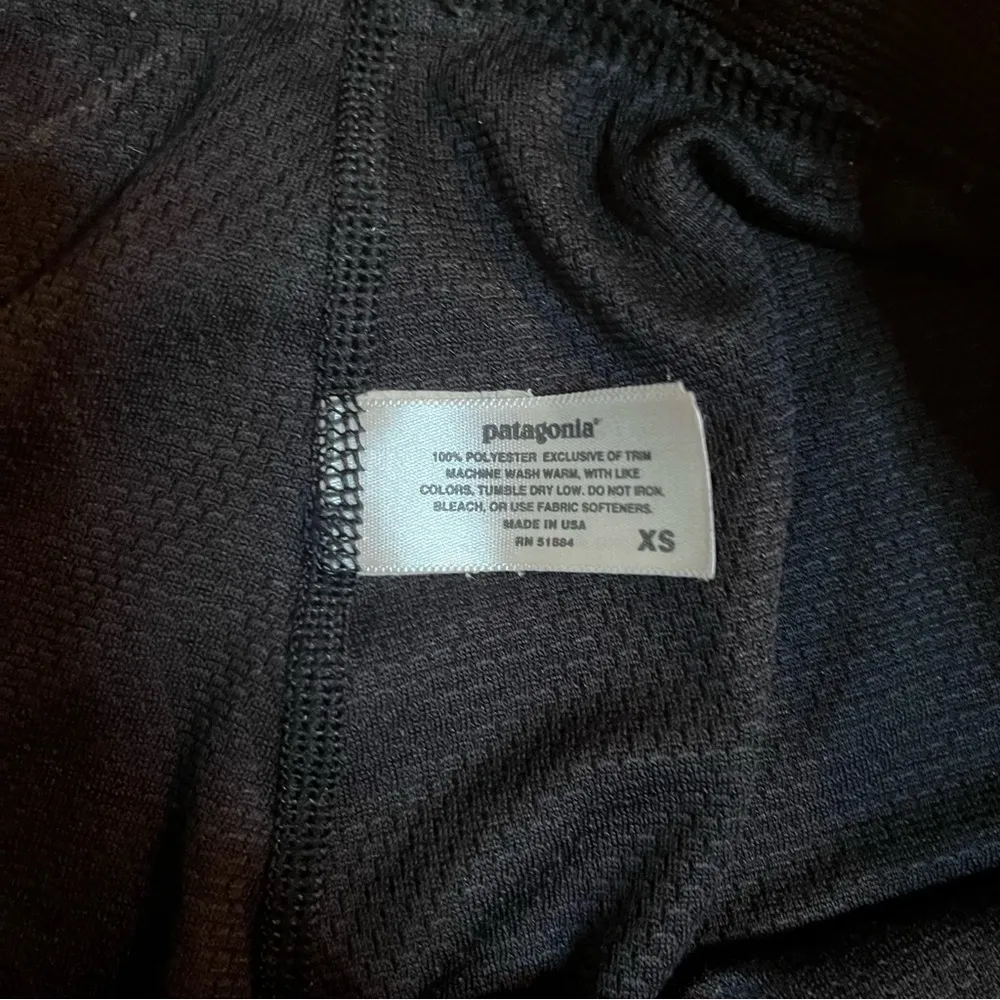 patagonia®
100% POLYESTER EXCLUSIVE OF TRIM
MACHINE WASH WARM, WITH LIKE
COLORS. TUMBLE DRY LOW. DO NOT IRON,
BLEACH, OR USE FABRIC SOFTENERS.
MADE IN USA
RN 51884
XS